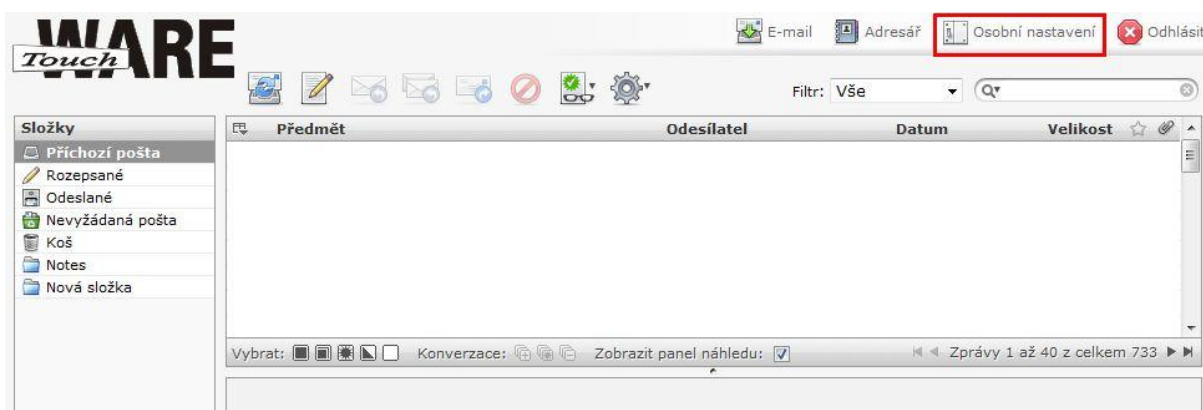 WARE
Touch
E-mail Adresář Osobní nastavení Odhlásit
Filtr: Vše
Složky
Příchozí pošta
Rozepsané
Odeslané
Nevyžádaná pošta
Koš
Notes
Nová složka
Předmět Odesílatel Datum Velikost
Vybrat: Konverzace: Zobrazit panel náhledu: Zprávy 1 až 40 z celkem 733